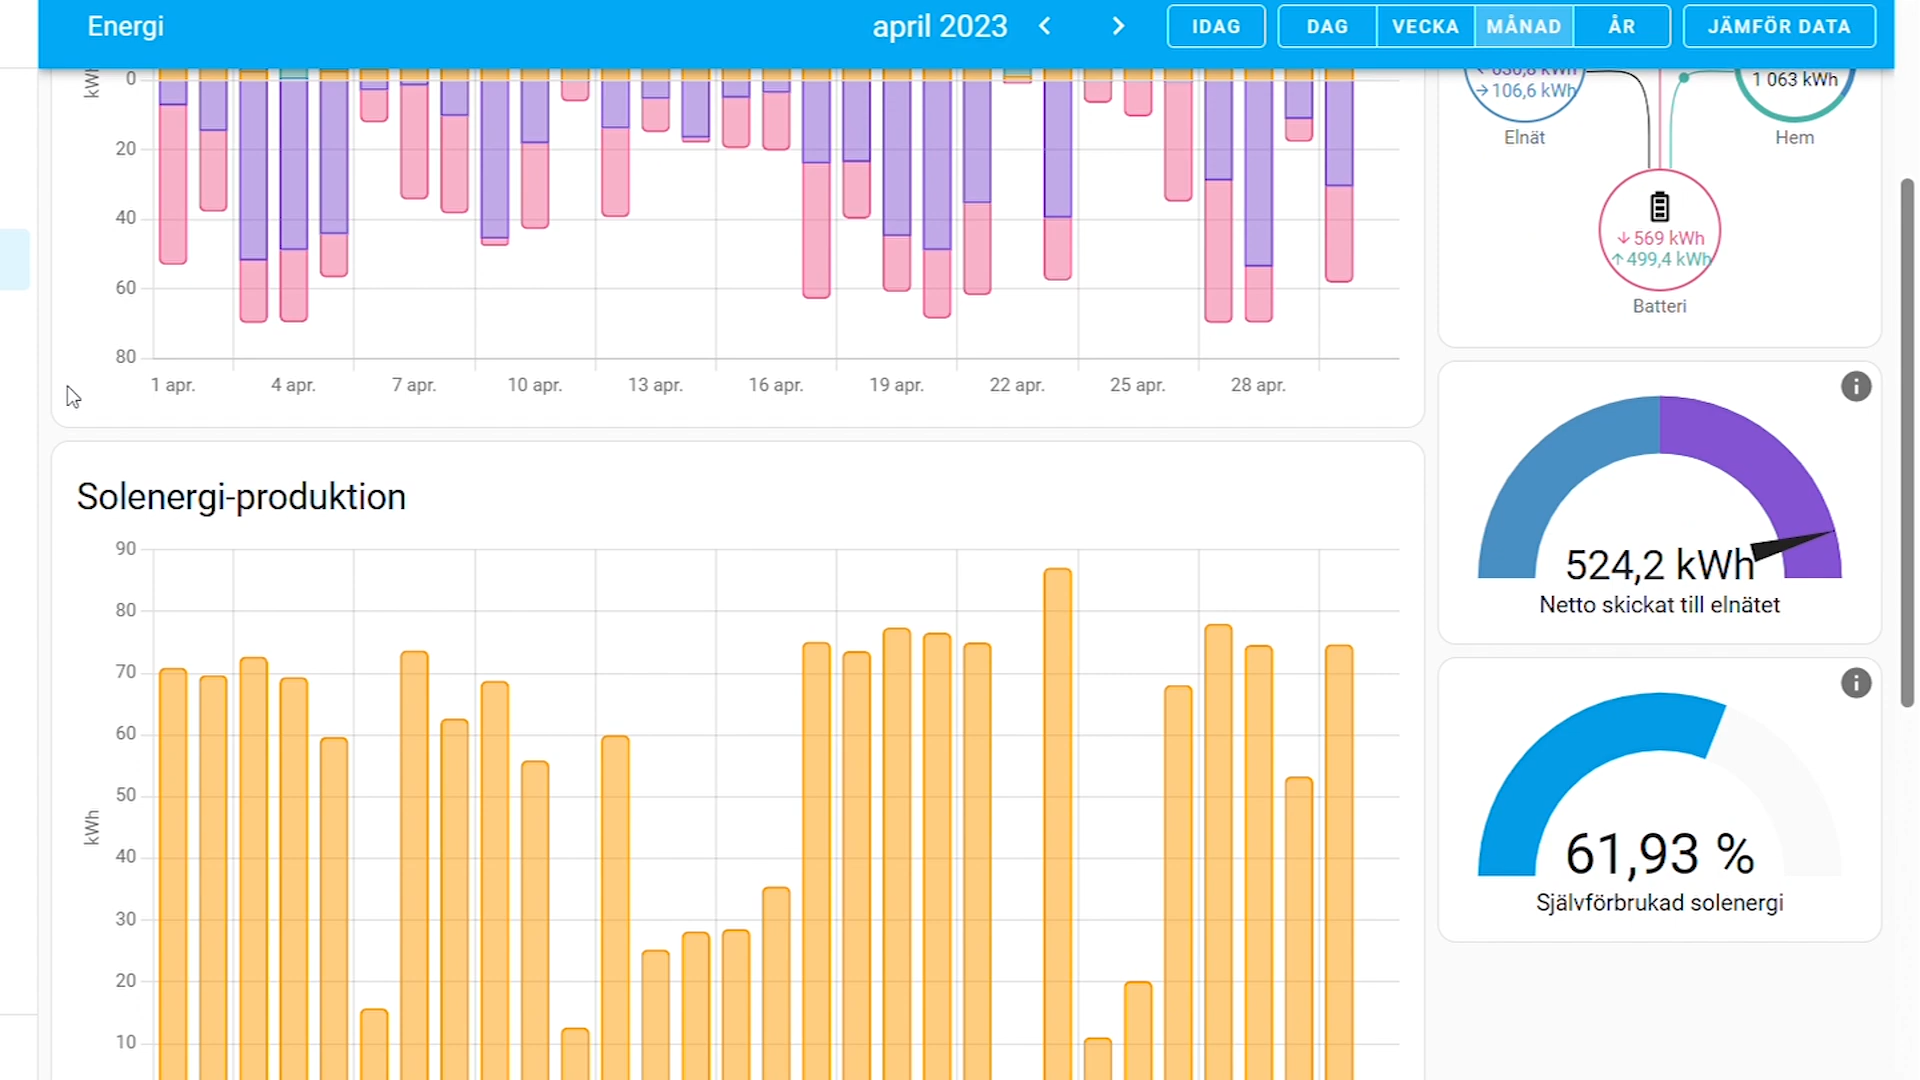 Energi
april 2023
IDAG
DAG
VECKA
MÅNAD
ÅR
JÄMFÖR DATA
kWh
0
20
40
60
80
1 apr.
4 apr.
7 apr.
10 apr.
13 apr.
16 apr.
19 apr.
22 apr.
25 apr.
28 apr.
→ 106,6 kWh
Elnät
1 063 kWh
Hem
↓ 569 kWh
↑ 499,4 kWh
Batteri
524,2 kWh
Netto skickat till elnätet
61,93 %
Självförbrukad solenergi
Solenergi-produktion
kWh
90
80
70
60
50
40
30
20
10